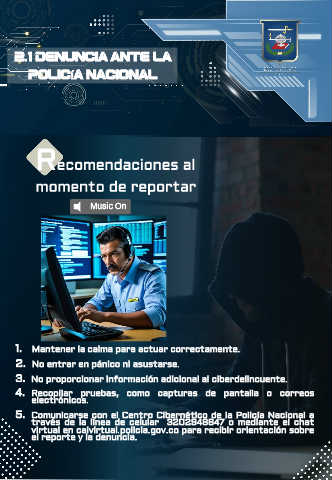 2.1 DENUNCIA ANTE LA
POLICÍA NACIONAL
Recomendaciones al
momento de reportar
Music On
1. Mantener la calma para actuar correctamente.
2. No entrar en pánico ni asustarse.
3. No proporcionar información adicional al ciberdelincuente.
4. Recopilar pruebas, como capturas de pantalla o correos
electrónicos.
5. Comunicarse con el Centro Cibernético de la Policía Nacional a
través de la línea de celular 3202948647 o mediante el chat
virtual en caivirtual.policia.gov.co para recibir orientación sobre
el reporte y la denuncia.